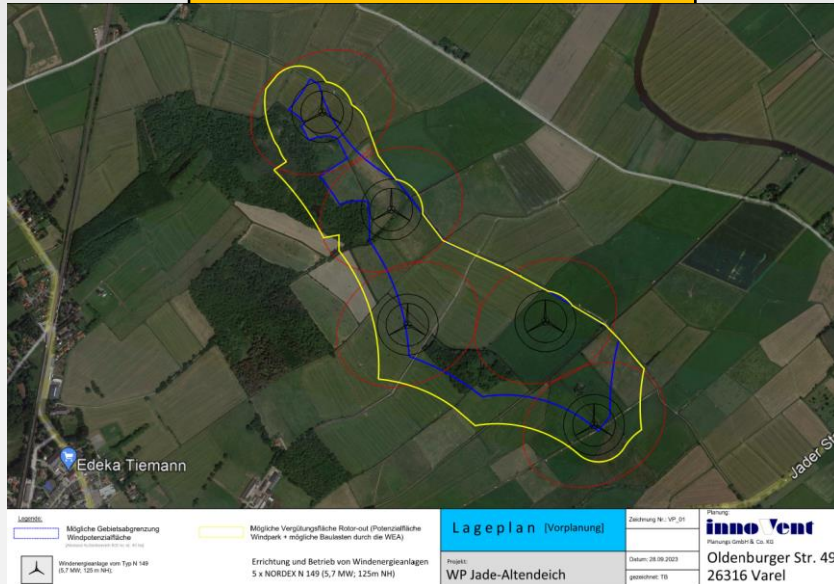 Edeka Tiemann
Jader St
Legende:
Mögliche Gebietsabgrenzung
Windpotenzialfläche
Windenergieanlage vom Typ N 149
(5,7 MW; 125 m NH);
Mögliche Vergütungsfläche Rotor-out (Potenzialfläche
Windpark + mögliche Baulasten durch die WEA)
Errichtung und Betrieb von Windenergieanlagen
5 x NORDEX N 149 (5,7 MW; 125m NH)
Lageplan [Vorplanung]
Projekt:
WP Jade-Altendeich
Zeichnung Nr.: VP_01
Datum: 28.09.2023
gezeichnet: TG
Planung:
innoVent
Planungs-GmbH & Co. KG
Oldenburger Str. 49
26316 Varel